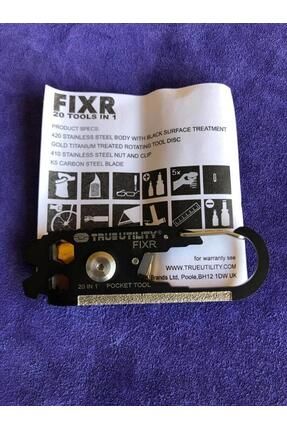 FIXR
20 TOOLS IN 1
PRODUCT SPECS:
420 STAINLESS STEEL BODY WITH BLACK SURFACE TREATMENT
GOLD TITANIUM TREATED ROTATING TOOL DISC
410 STAINLESS STEEL NUT AND CLIP
K5 CARBON STEEL BLADE
5x
TRUE UTILITY®
FIXR
for warranty see
WWW.TRUEUTILITY.COM
Brands Ltd, Poole, BH12 1DW UK
20 IN 1 POCKET TOOL